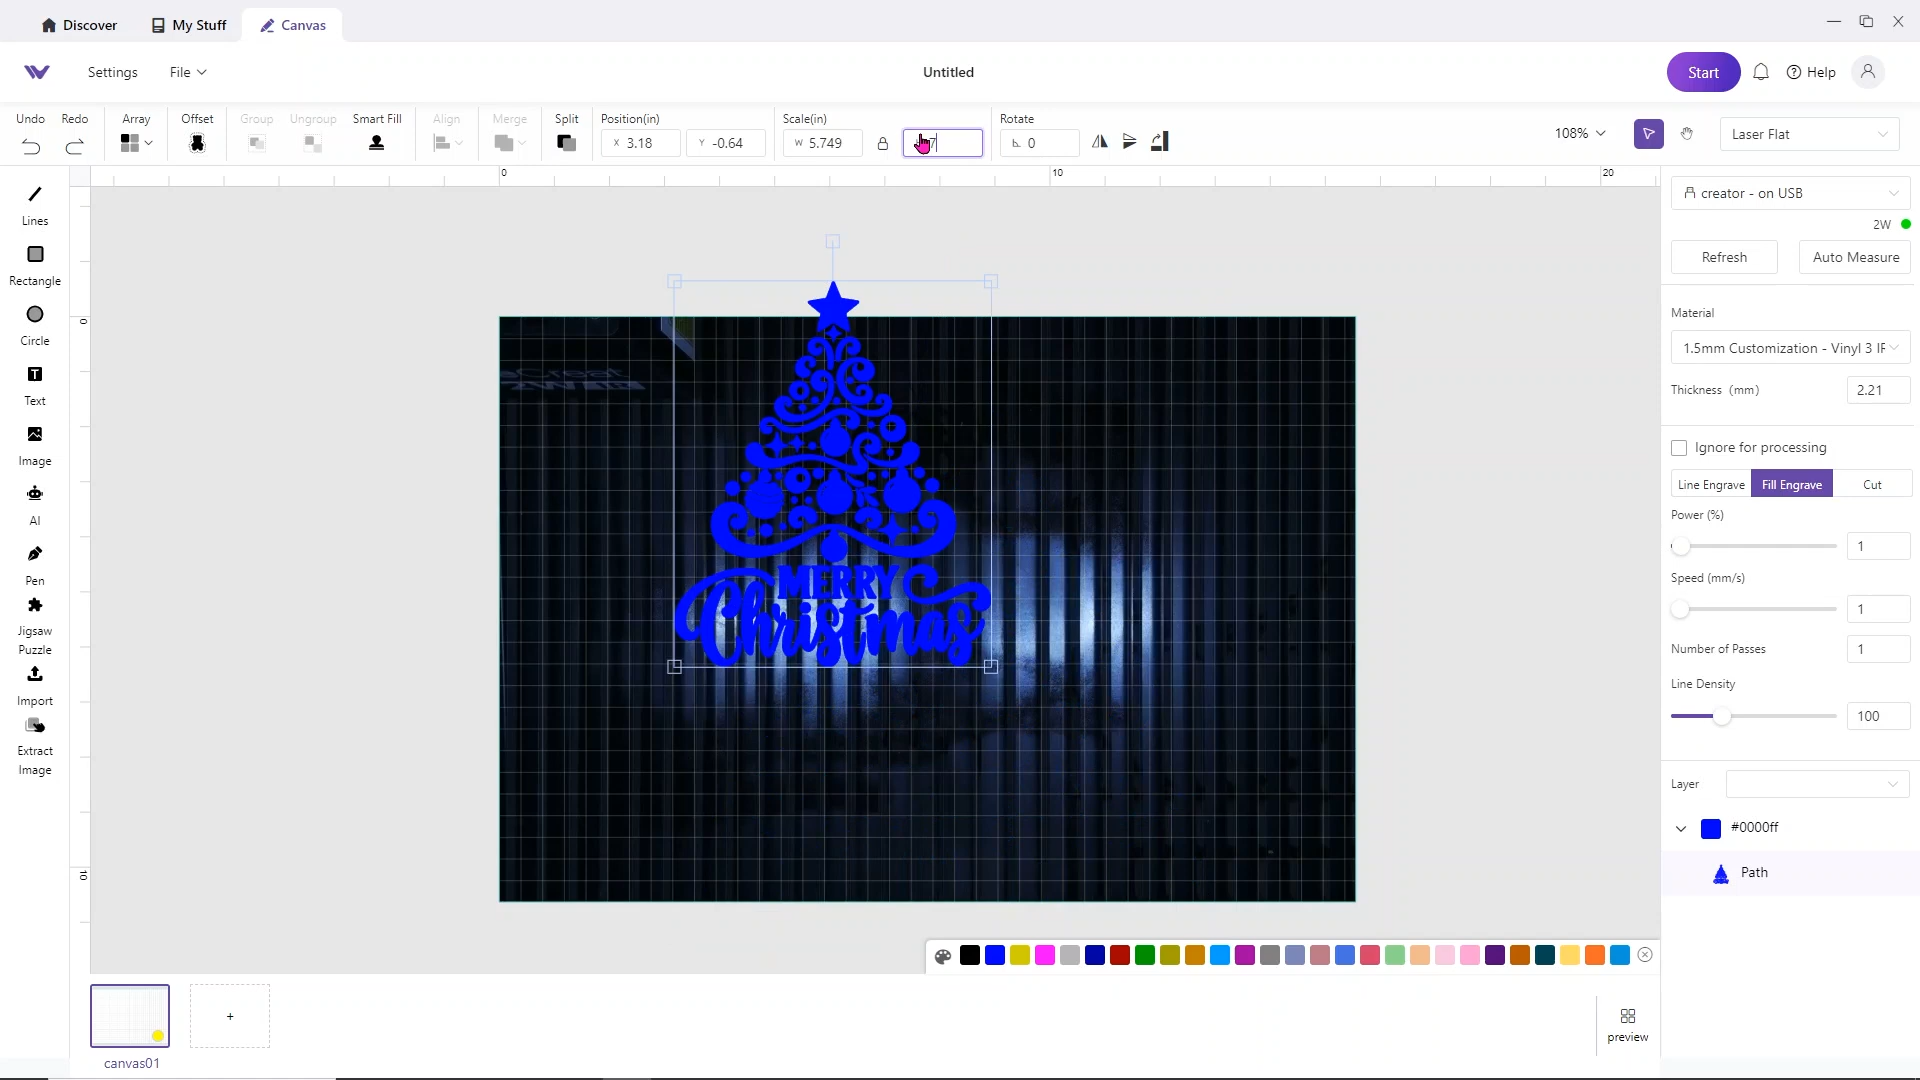 Discover
My Stuff
Canvas
Settings
File
Untitled
Start
Help
Undo
Redo
Array
Offset
Group
Ungroup
Smart Fill
Align
Merge
Split
Position(in)
X 3.18
Y -0.64
Scale(in)
W 5.749
7
Rotate
0
108%
Laser Flat
0
10
20
Lines
Rectangle
Circle
Text
Image
AI
Pen
Jigsaw
Puzzle
Import
Extract
Image
0
10
MERRY
Christmas
creator - on USB
2W
Refresh
Auto Measure
Material
1.5mm Customization - Vinyl 3 IF
Thickness (mm)
2.21
Ignore for processing
Line Engrave
Fill Engrave
Cut
Power (%)
1
Speed (mm/s)
1
Number of Passes
1
Line Density
100
Layer
#0000ff
Path
+
canvas01
preview